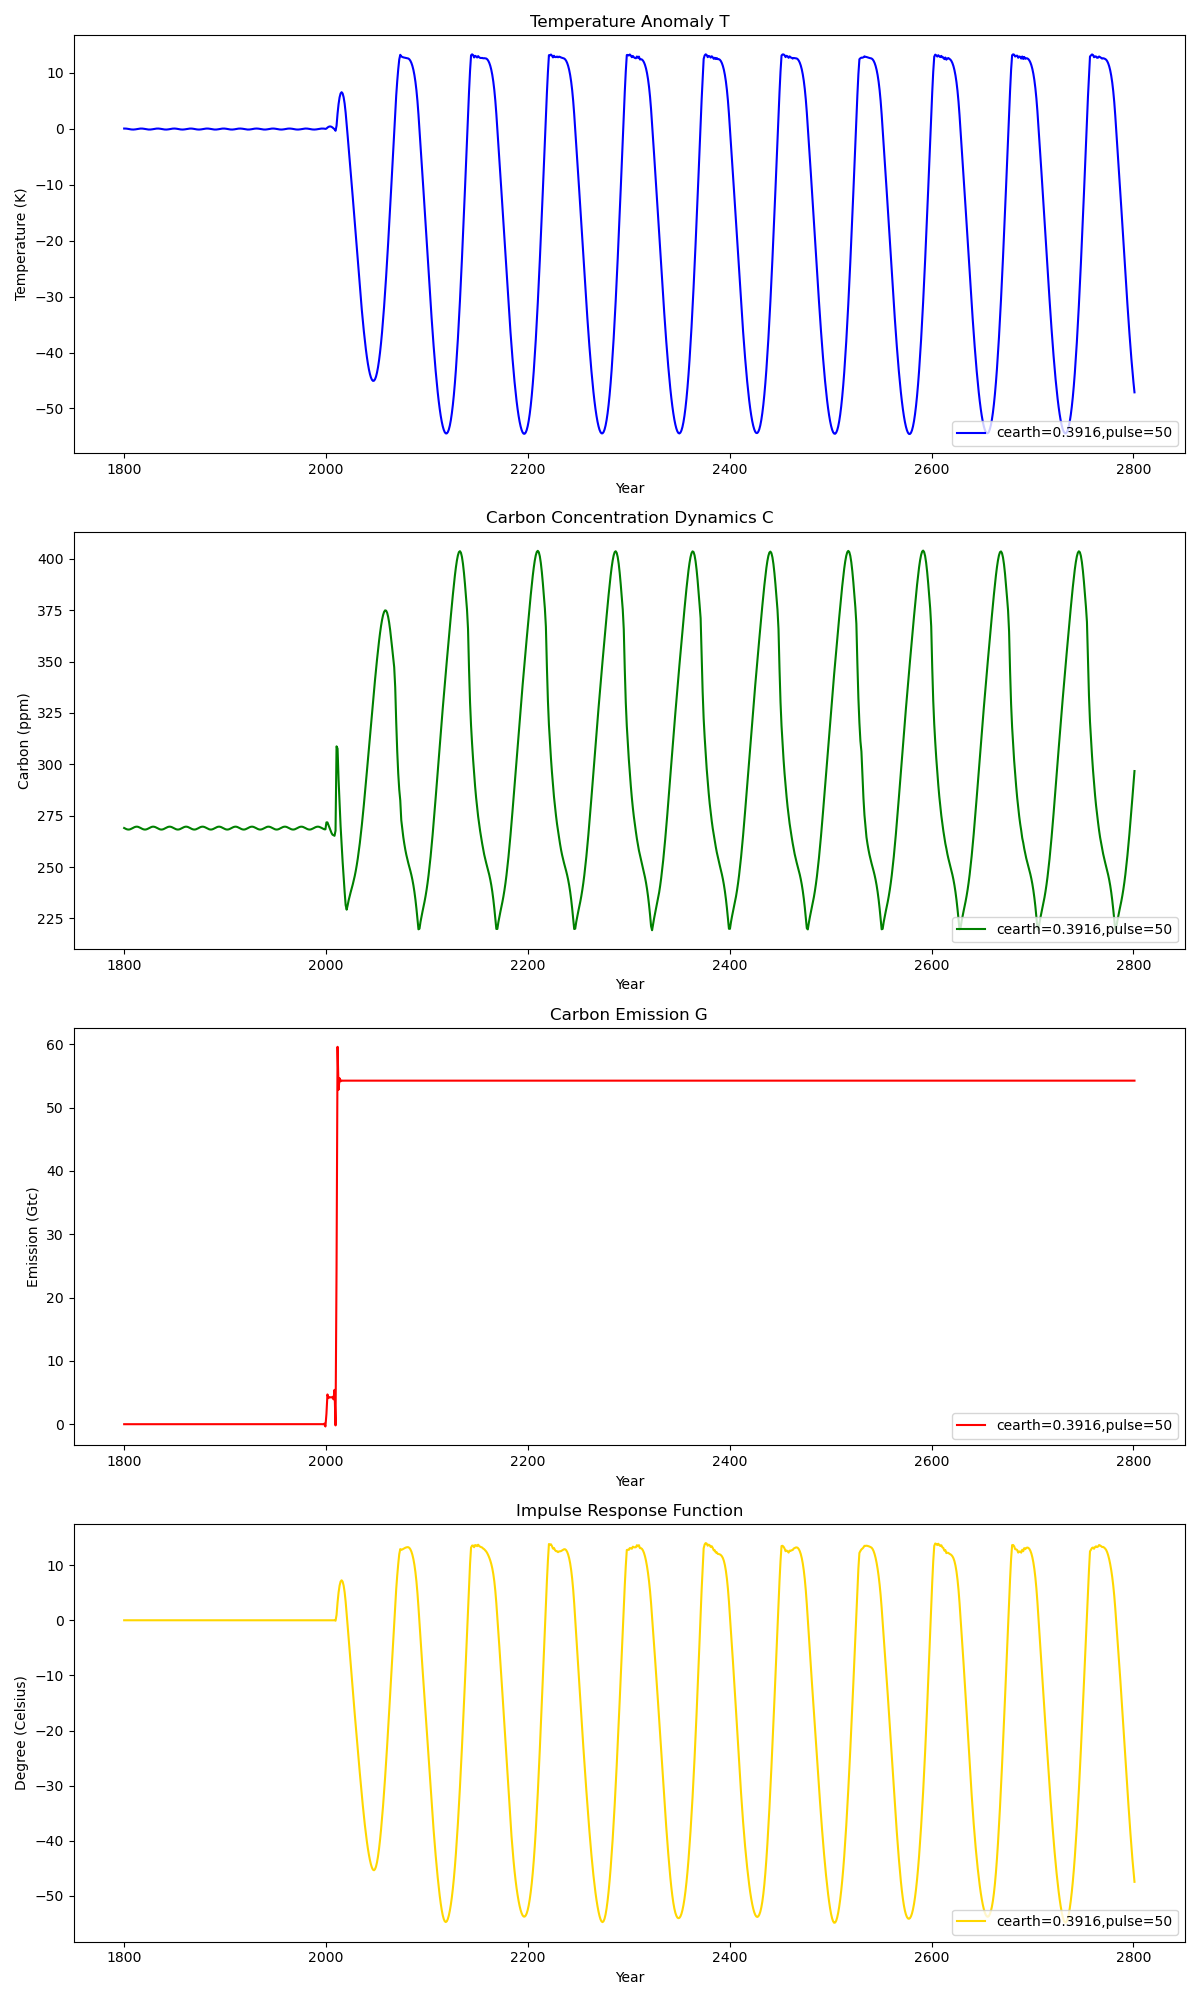 Temperature Anomaly T
10
0
−10
−20
−30
−40
−50
Temperature (K)
cearth=0.3916,pulse=50
1800 2000 2200 2400 2600 2800
Year
Carbon Concentration Dynamics C
400
375
350
325
300
275
250
225
Carbon (ppm)
cearth=0.3916,pulse=50
1800 2000 2200 2400 2600 2800
Year
Carbon Emission G
60
50
40
30
20
10
0
Emission (Gtc)
cearth=0.3916,pulse=50
1800 2000 2200 2400 2600 2800
Year
Impulse Response Function
10
0
−10
−20
−30
−40
−50
Degree (Celsius)
cearth=0.3916,pulse=50
1800 2000 2200 2400 2600 2800
Year